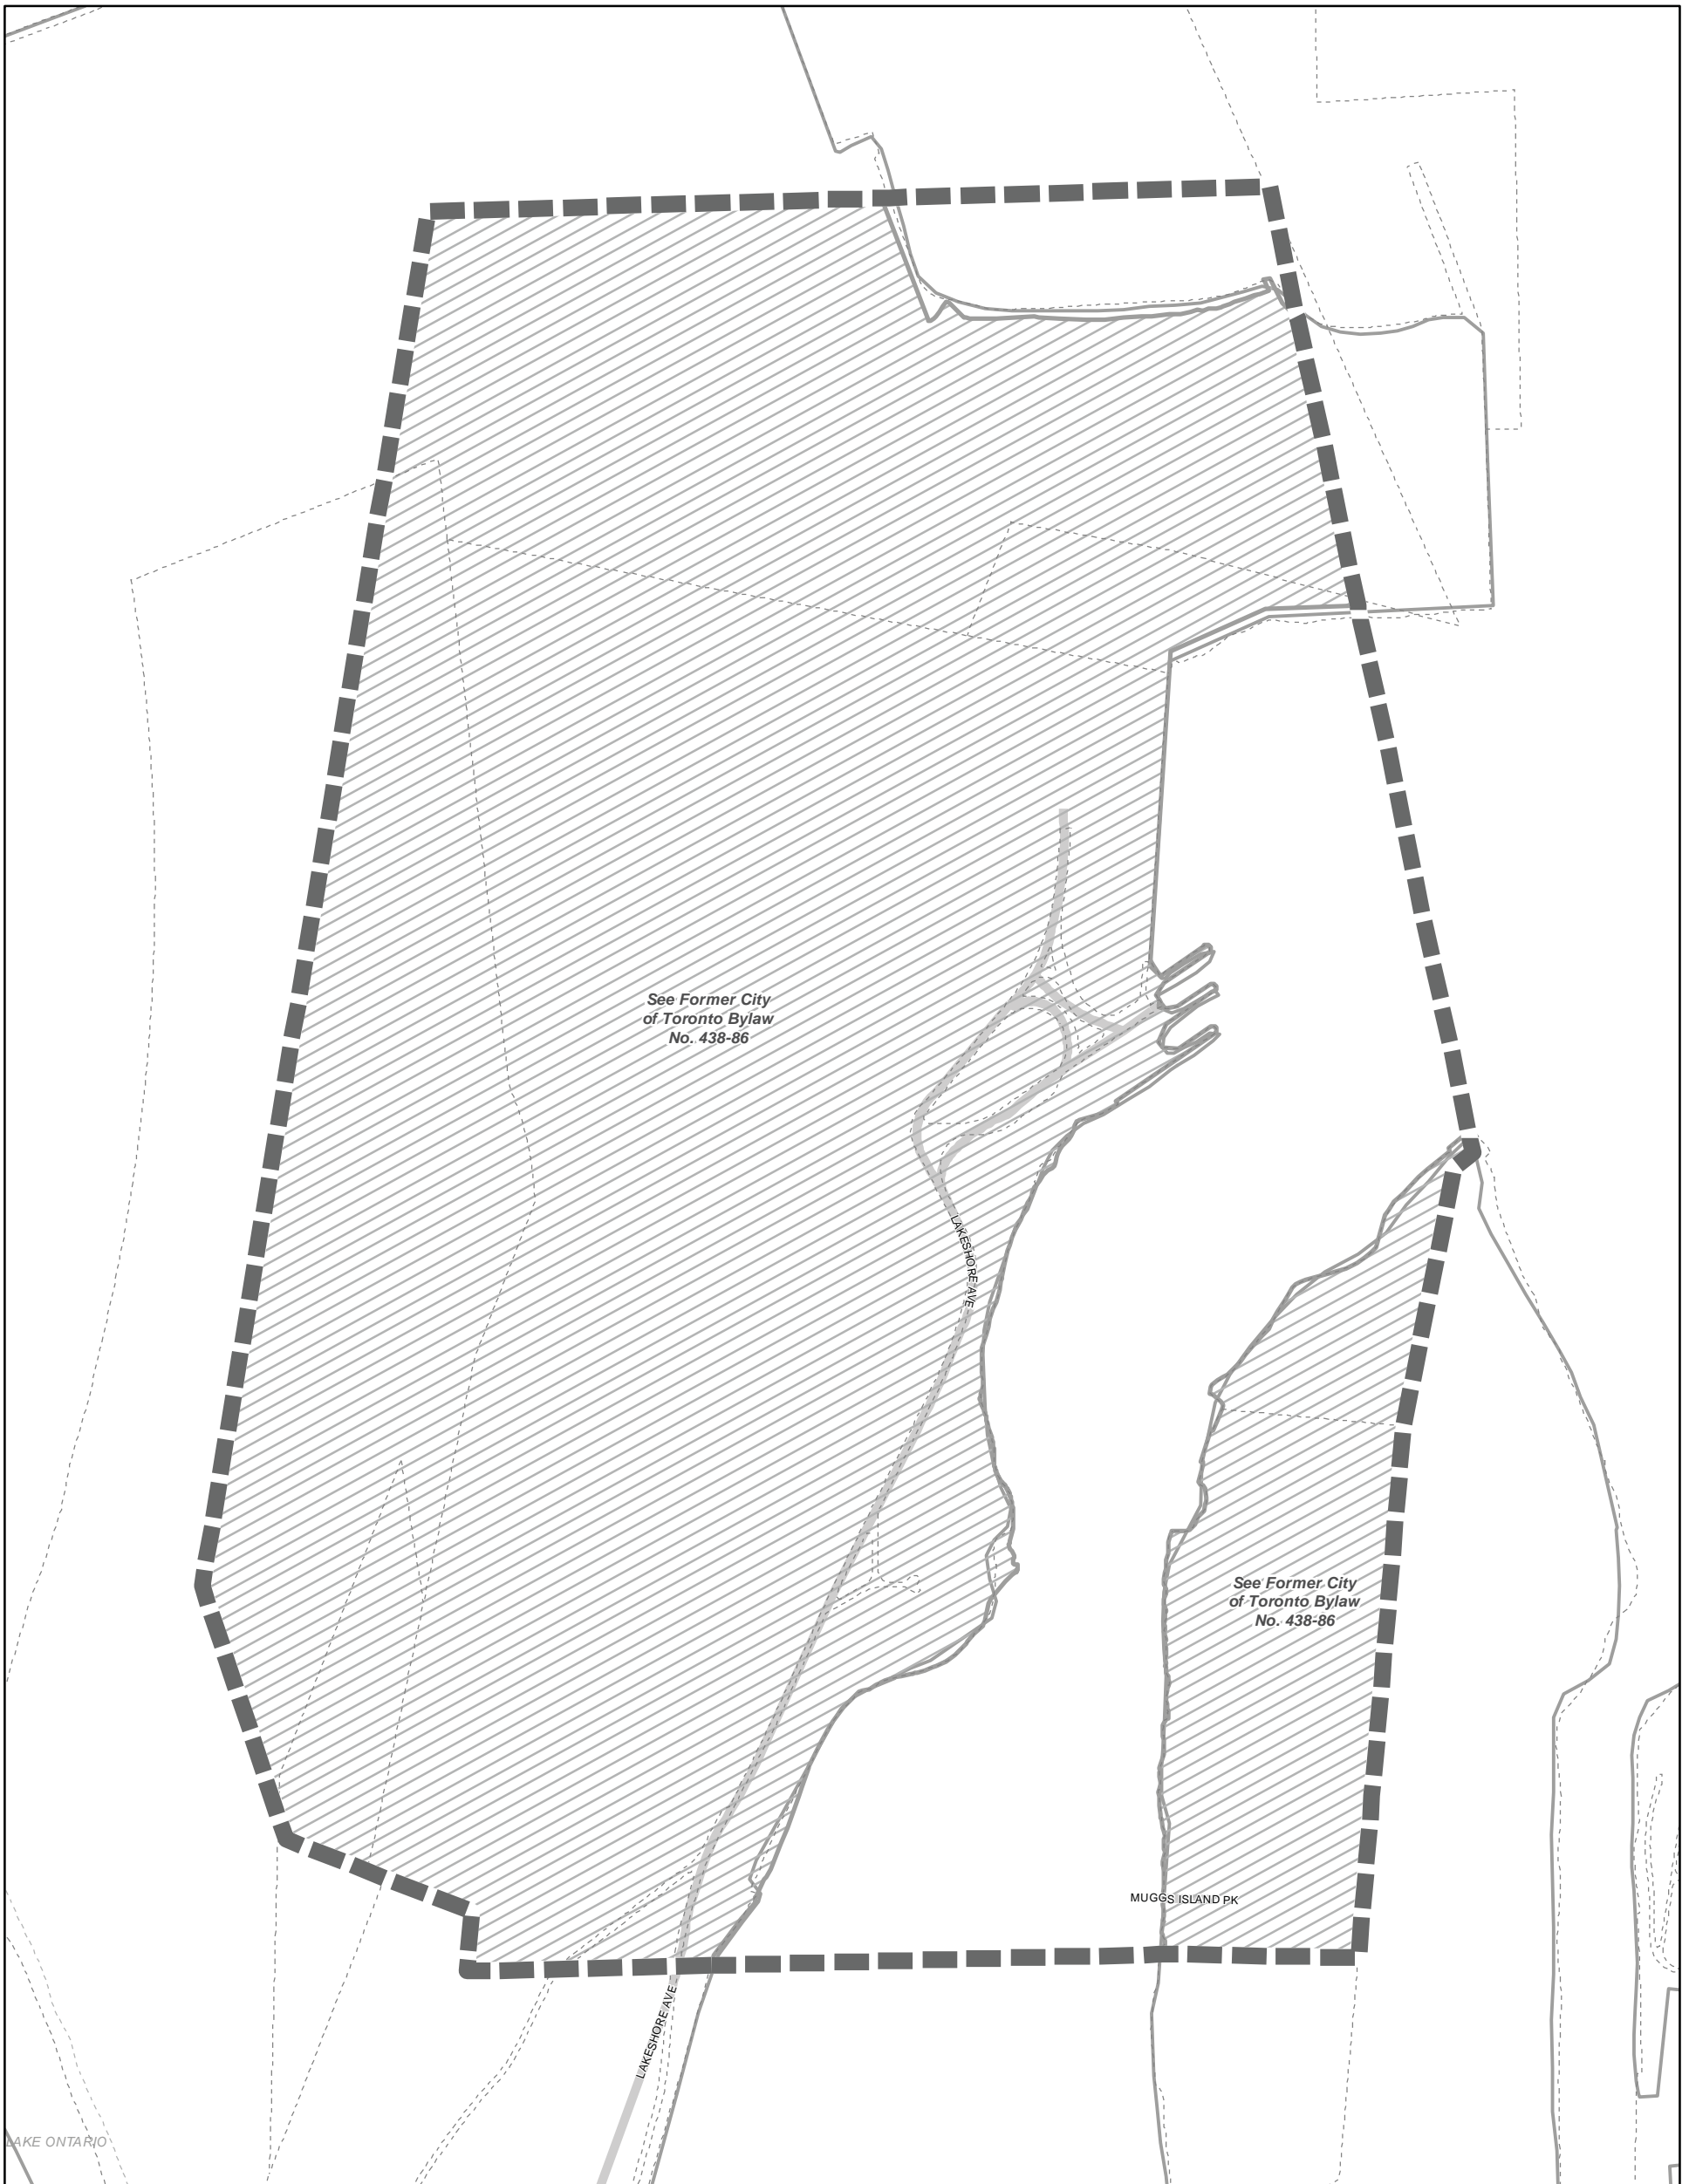 See Former City
of Toronto Bylaw
No. 438-86
LAKESHORE AVE
See Former City
of Toronto Bylaw
No. 438-86
MUGGS ISLAND PK
LAKESHORE AVE
LAKE ONTARIO